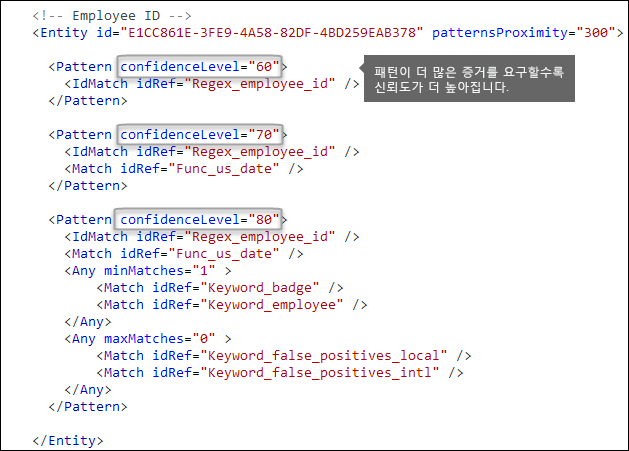 <!-- Employee ID -->
<Entity id="E1CC861E-3FE9-4A58-82DF-4BD259EAB378" patternsProximity="300">
<Pattern confidenceLevel="60">
<IdMatch idRef="Regex_employee_id" />
</Pattern>
패턴이 더 많은 증거를 요구할수록
신뢰도가 더 높아집니다.
<Pattern confidenceLevel="70">
<IdMatch idRef="Regex_employee_id" />
<Match idRef="Func_us_date" />
</Pattern>
<Pattern confidenceLevel="80">
<IdMatch idRef="Regex_employee_id" />
<Match idRef="Func_us_date" />
<Any minMatches="1" >
<Match idRef="Keyword_badge" />
<Match idRef="Keyword_employee" />
</Any>
<Any maxMatches="0" >
<Match idRef="Keyword_false_positives_local" />
<Match idRef="Keyword_false_positives_intl" />
</Any>
</Pattern>
</Entity>